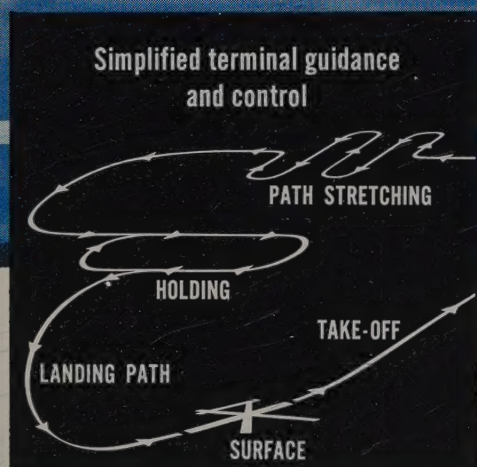 Simplified terminal guidance
and control
PATH STRETCHING
HOLDING
TAKE-OFF
LANDING PATH
SURFACE